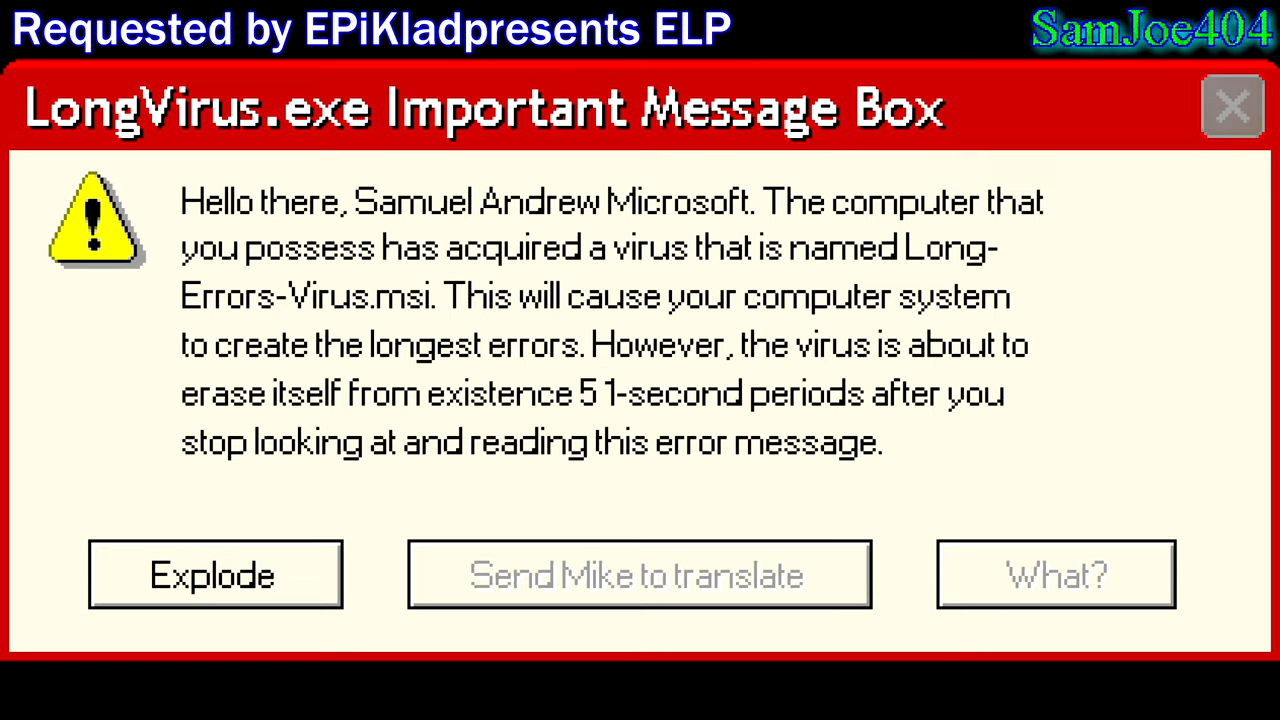 Requested by EPiKladpresents ELP
SamJoe404
LongVirus.exe Important Message Box
Hello there, Samuel Andrew Microsoft. The computer that
you possess has acquired a virus that is named Long-
Errors-Virus.msi. This will cause your computer system
to create the longest errors. However, the virus is about to
erase itself from existence 5 1-second periods after you
stop looking at and reading this error message.
Explode
Send Mike to translate
What?